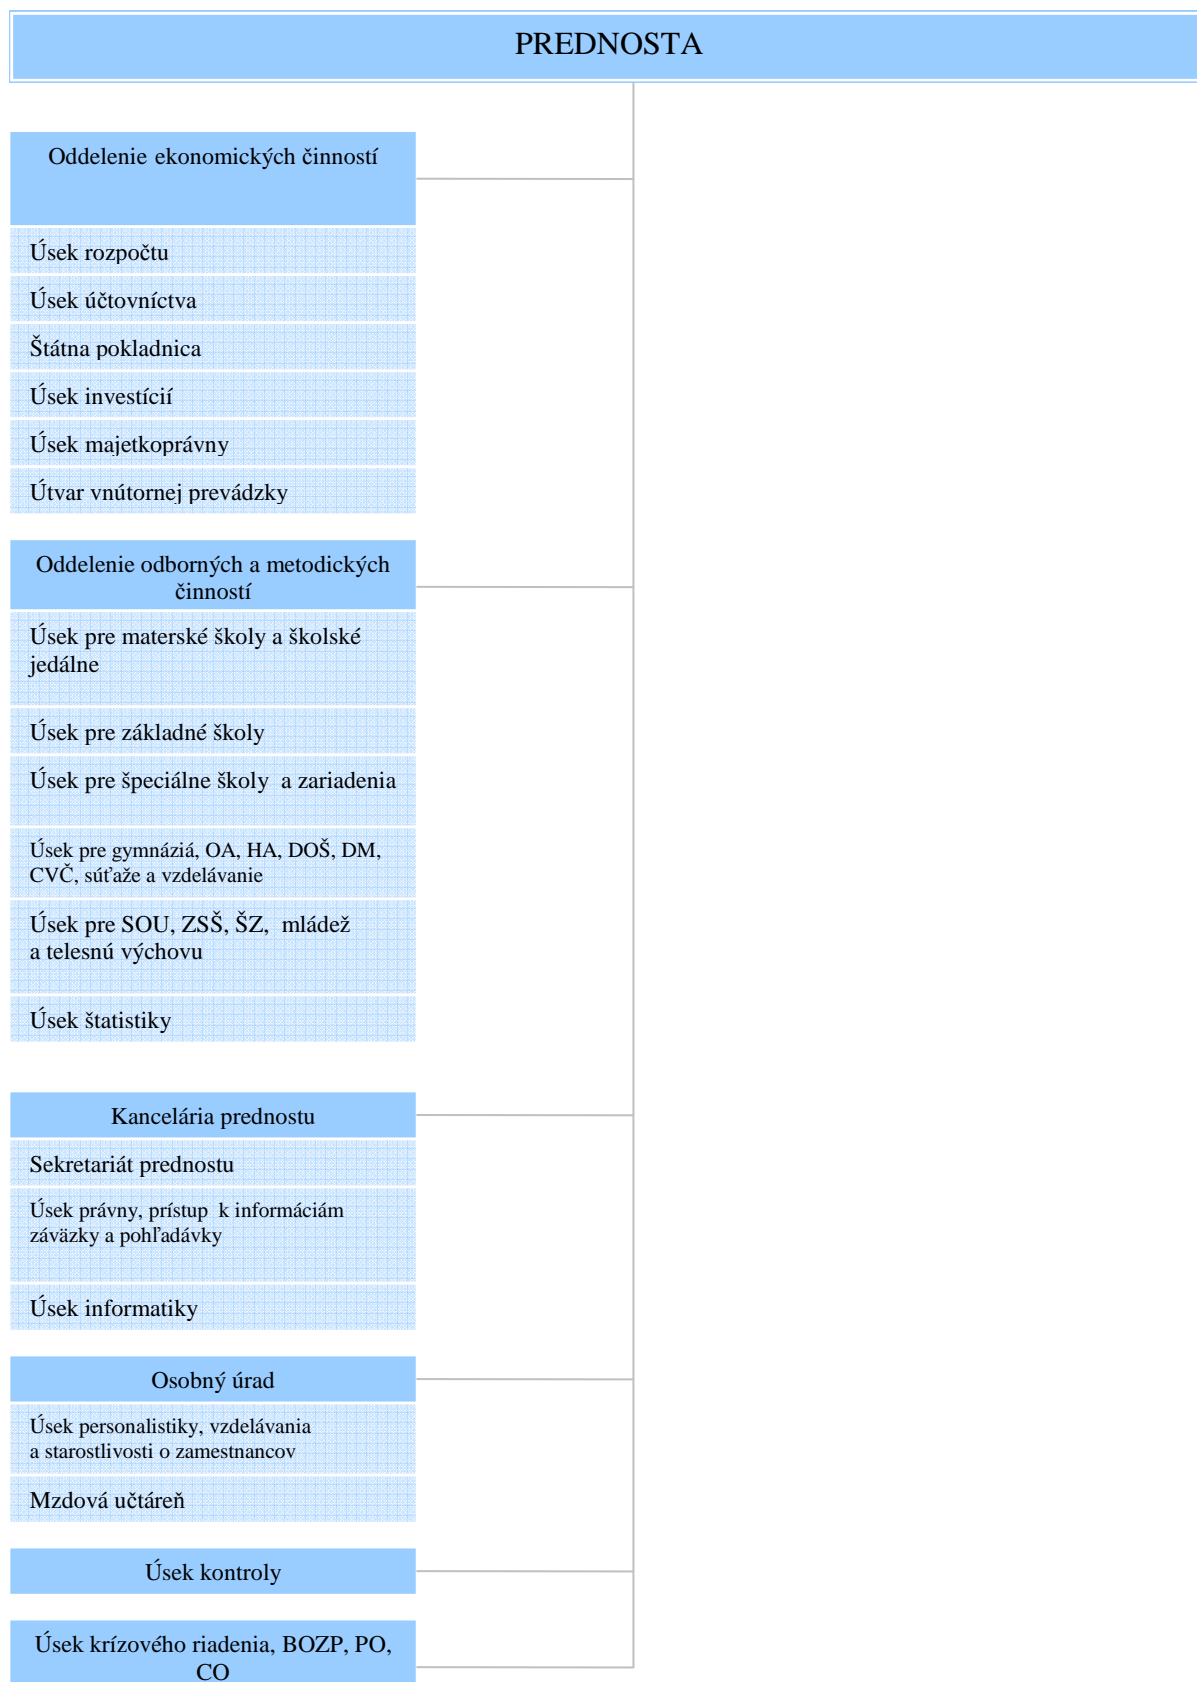 PREDNOSTA
Oddelenie ekonomických činností
Úsek rozpočtu
Úsek účtovníctva
Štátna pokladnica
Úsek investícií
Úsek majetkoprávny
Útvar vnútornej prevádzky
Oddelenie odborných a metodických
činností
Úsek pre materské školy a školské
jedálne
Úsek pre základné školy
Úsek pre špeciálne školy a zariadenia
Úsek pre gymnáziá, OA, HA, DOŠ, DM,
CVČ, súťaže a vzdelávanie
Úsek pre SOU, ZSŠ, ŠZ, mládež
a telesnú výchovu
Úsek štatistiky
Kancelária prednostu
Sekretariát prednostu
Úsek právny, prístup k informáciám
záväzky a pohľadávky
Úsek informatiky
Osobný úrad
Úsek personalistiky, vzdelávania
a starostlivosti o zamestnancov
Mzdová učtáreň
Úsek kontroly
Úsek krízového riadenia, BOZP, PO,
CO